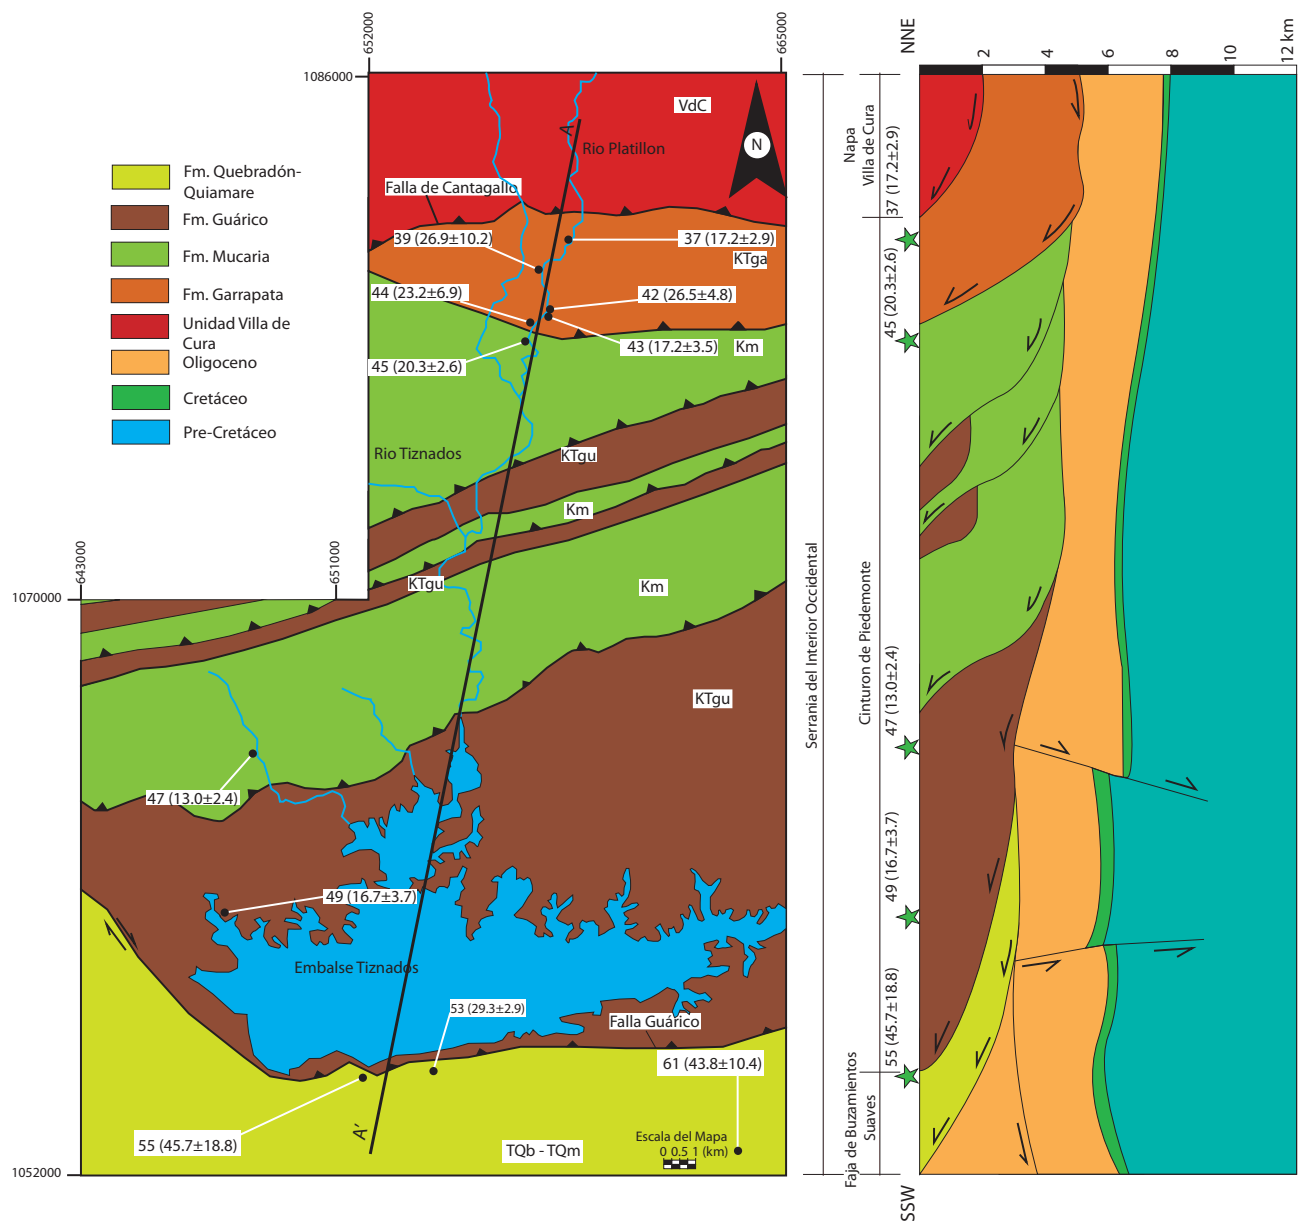 652000
665000
1086000
VdC
A
Rio Platillon
N
Falla de Cantagallo
39 (26.9±10.2)
37 (17.2±2.9)
KTga
44 (23.2±6.9)
42 (26.5±4.8)
43 (17.2±3.5)
Km
45 (20.3±2.6)
Rio Tiznados
KTgu
Km
KTgu
Km
643000
651000
1070000
KTgu
47 (13.0±2.4)
49 (16.7±3.7)
Embalse Tiznados
53 (29.3±2.9)
Falla Guárico
61 (43.8±10.4)
55 (45.7±18.8)
A'
TQb - TQm
Escala del Mapa
0 0.5 1 (km)
1052000
Fm. Quebradón-
Quiamare
Fm. Guárico
Fm. Mucaria
Fm. Garrapata
Unidad Villa de
Cura
Oligoceno
Cretáceo
Pre-Cretáceo
Serrania del Interior Occidental
Napa
Villa de Cura
Cinturon de Piedemonte
Faja de Buzamientos
Suaves
37 (17.2±2.9)
45 (20.3±2.6)
47 (13.0±2.4)
49 (16.7±3.7)
55 (45.7±18.8)
NNE
SSW
2
4
6
8
10
12 km